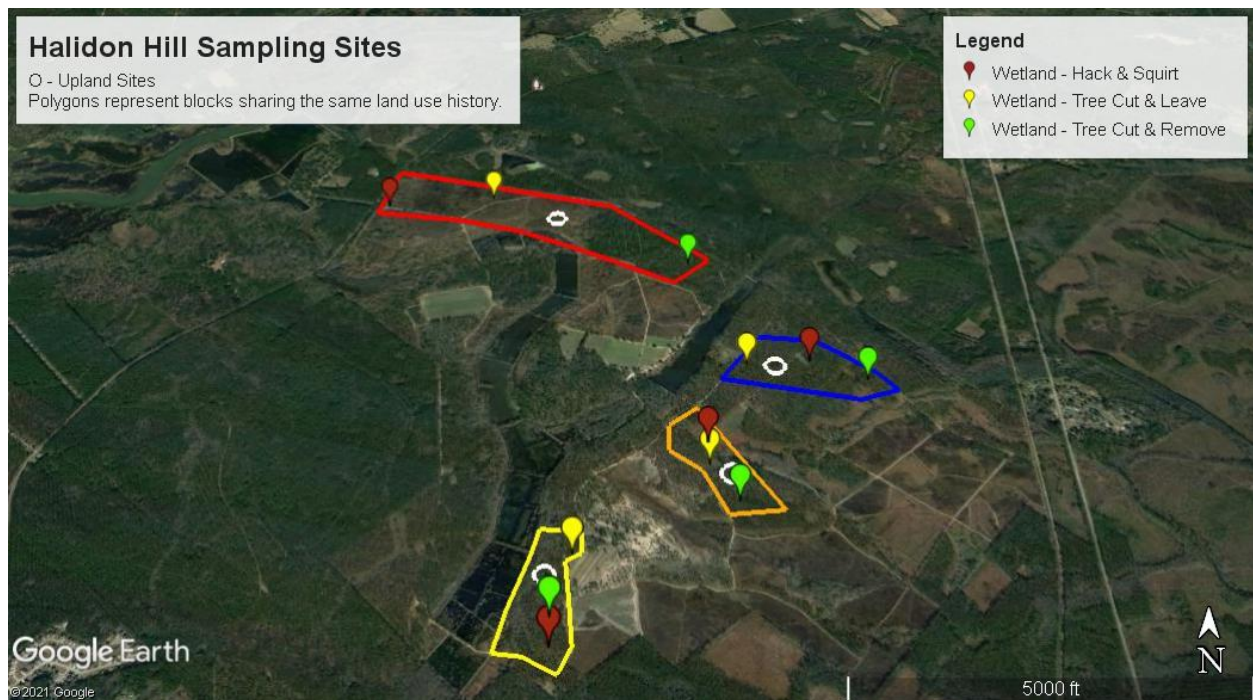 Halidon Hill Sampling Sites
O - Upland Sites
Polygons represent blocks sharing the same land use history.
Legend
Wetland - Hack & Squirt
Wetland - Tree Cut & Leave
Wetland - Tree Cut & Remove
Google Earth
©2021 Google
N
5000 ft